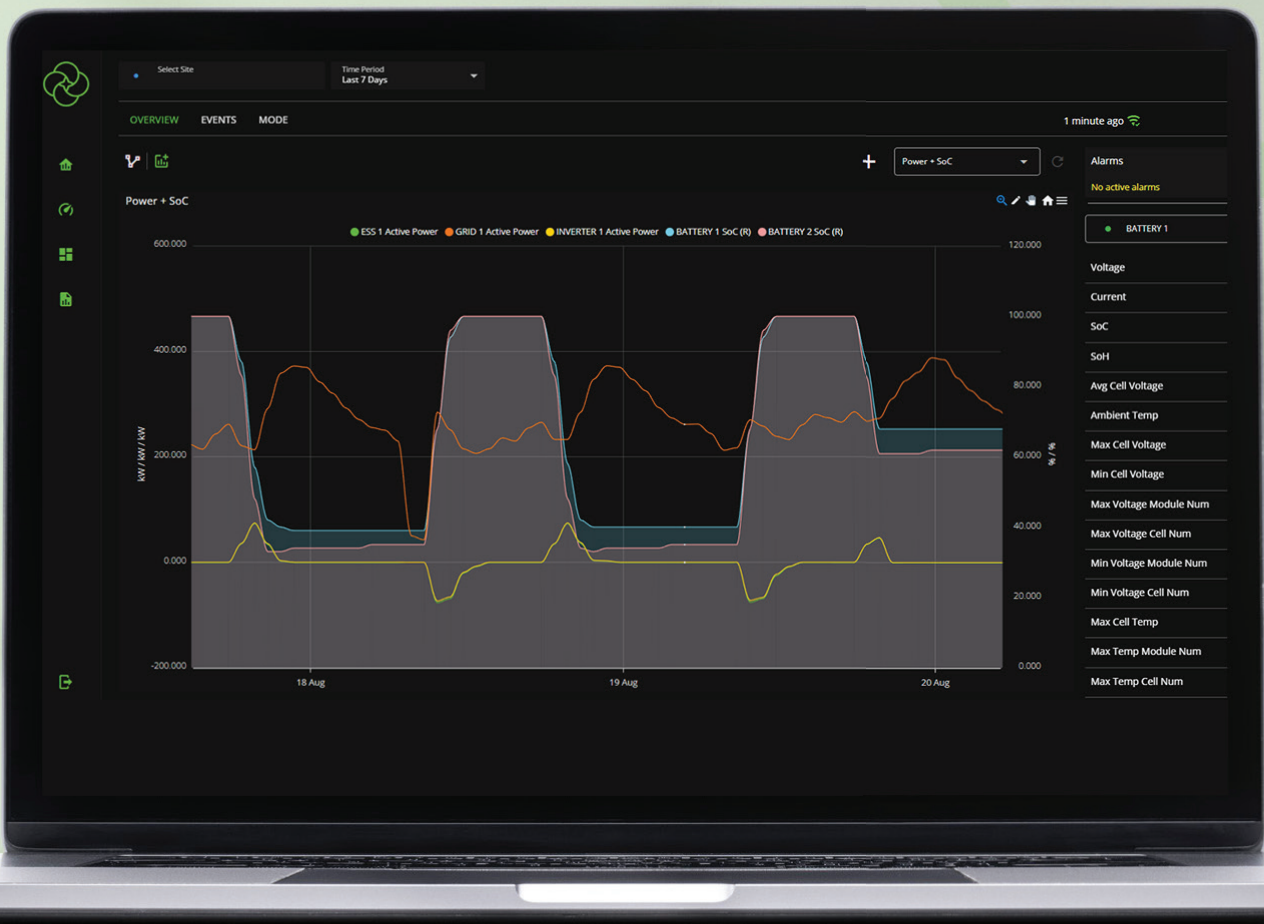 Select Site
Time Period
Last 7 Days
OVERVIEW EVENTS MODE
1 minute ago
Power + SoC
Alarms
No active alarms
Power + SoC
ESS 1 Active Power GRID 1 Active Power INVERTER 1 Active Power BATTERY 1 SoC (R) BATTERY 2 SoC (R)
BATTERY 1
600.000
400.000
200.000
0.000
-200.000
kW / kW / kW
120.000
100.000
80.000
60.000
40.000
20.000
0.000
% / %
18 Aug
19 Aug
20 Aug
Voltage
Current
SoC
SoH
Avg Cell Voltage
Ambient Temp
Max Cell Voltage
Min Cell Voltage
Max Voltage Module Num
Max Voltage Cell Num
Min Voltage Module Num
Min Voltage Cell Num
Max Cell Temp
Max Temp Module Num
Max Temp Cell Num